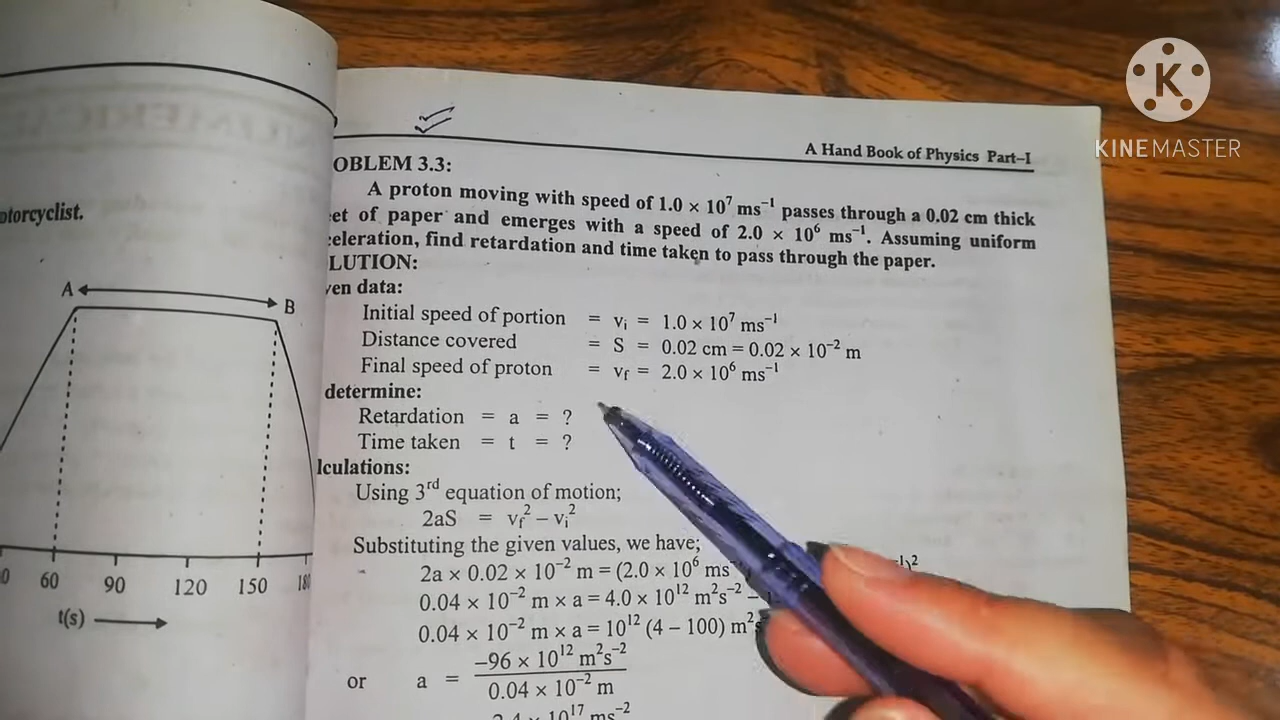 KINEMASTER
A Hand Book of Physics Part–I
OBLEM 3.3:
A proton moving with speed of 1.0 × 10⁷ ms⁻¹ passes through a 0.02 cm thick
et of paper and emerges with a speed of 2.0 × 10⁶ ms⁻¹. Assuming uniform
celeration, find retardation and time taken to pass through the paper.
LUTION:
ven data:
Initial speed of portion = vᵢ = 1.0 × 10⁷ ms⁻¹
Distance covered = S = 0.02 cm = 0.02 × 10⁻² m
Final speed of proton = v_f = 2.0 × 10⁶ ms⁻¹
determine:
Retardation = a = ?
Time taken = t = ?
lculations:
Using 3rd equation of motion;
2aS = v_f² – vᵢ²
Substituting the given values, we have;
2a × 0.02 × 10⁻² m = (2.0 × 10⁶ ms
0.04 × 10⁻² m × a = 4.0 × 10¹² m²s⁻² –
0.04 × 10⁻² m × a = 10¹² (4 – 100) m²
or a = –96 × 10¹² m²s⁻²
0.04 × 10⁻² m
2.4 × 10¹⁷ ms⁻²
otorcyclist.
A B
0 60 90 120 150 180
t(s)